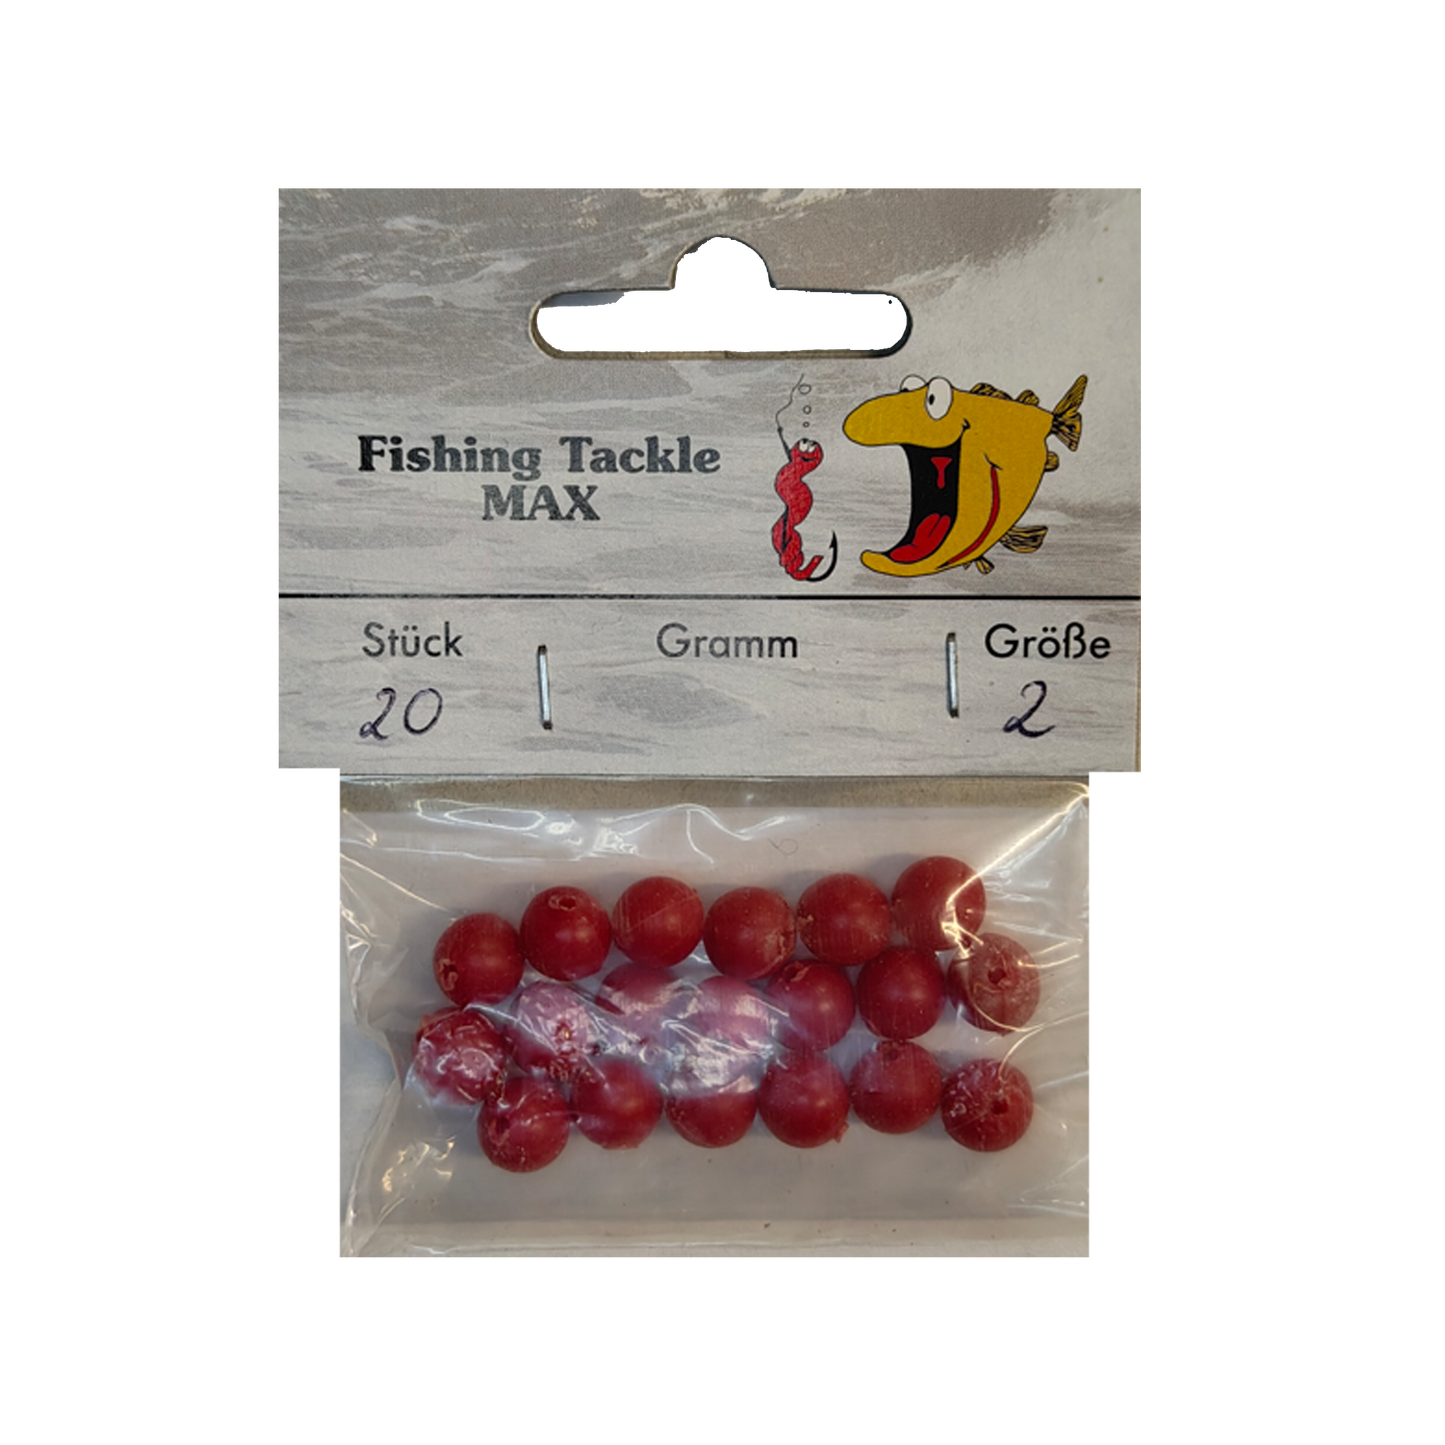 Fishing Tackle
MAX
Stück Gramm Größe
20 2